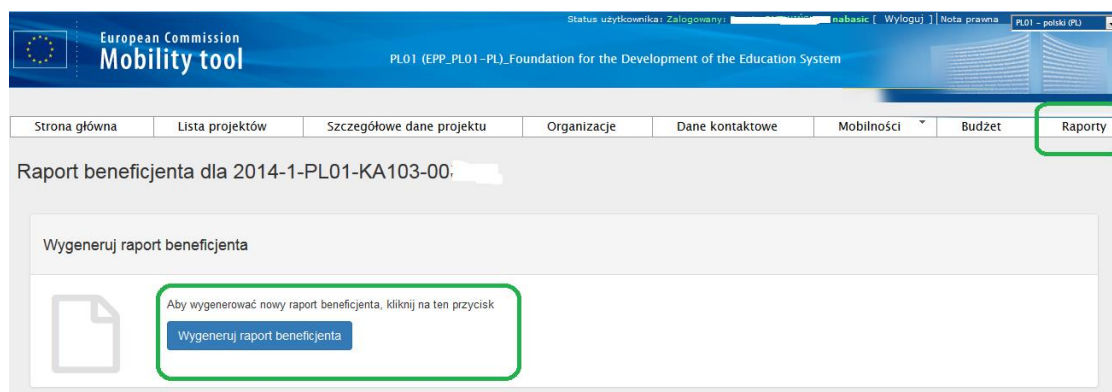 Status użytkownika: Zalogowany: nabasic [ Wyloguj ] Nota prawna PL01 - polski (PL)
European Commission
Mobility tool
PL01 (EPP_PL01-PL)_Foundation for the Development of the Education System
Strona główna Lista projektów Szczegółowe dane projektu Organizacje Dane kontaktowe Mobilności Budżet Raporty
Raport beneficjenta dla 2014-1-PL01-KA103-00
Wygeneruj raport beneficjenta
Aby wygenerować nowy raport beneficjenta, kliknij na ten przycisk
Wygeneruj raport beneficjenta